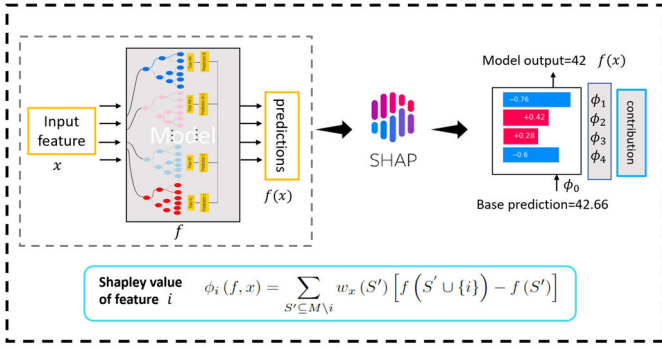 Model output=42 f(x)
Input
feature
x
Model
f
predictions
f(x)
SHAP
−0.76
+0.42
+0.28
−0.6
ϕ₁
ϕ₂
ϕ₃
ϕ₄
contribution
ϕ₀
Base prediction=42.66
Shapley value
of feature i
ϕᵢ (f, x) = ∑_{S′⊆M\i} wₓ (S′) [f (S′ ∪ {i}) − f (S′)]